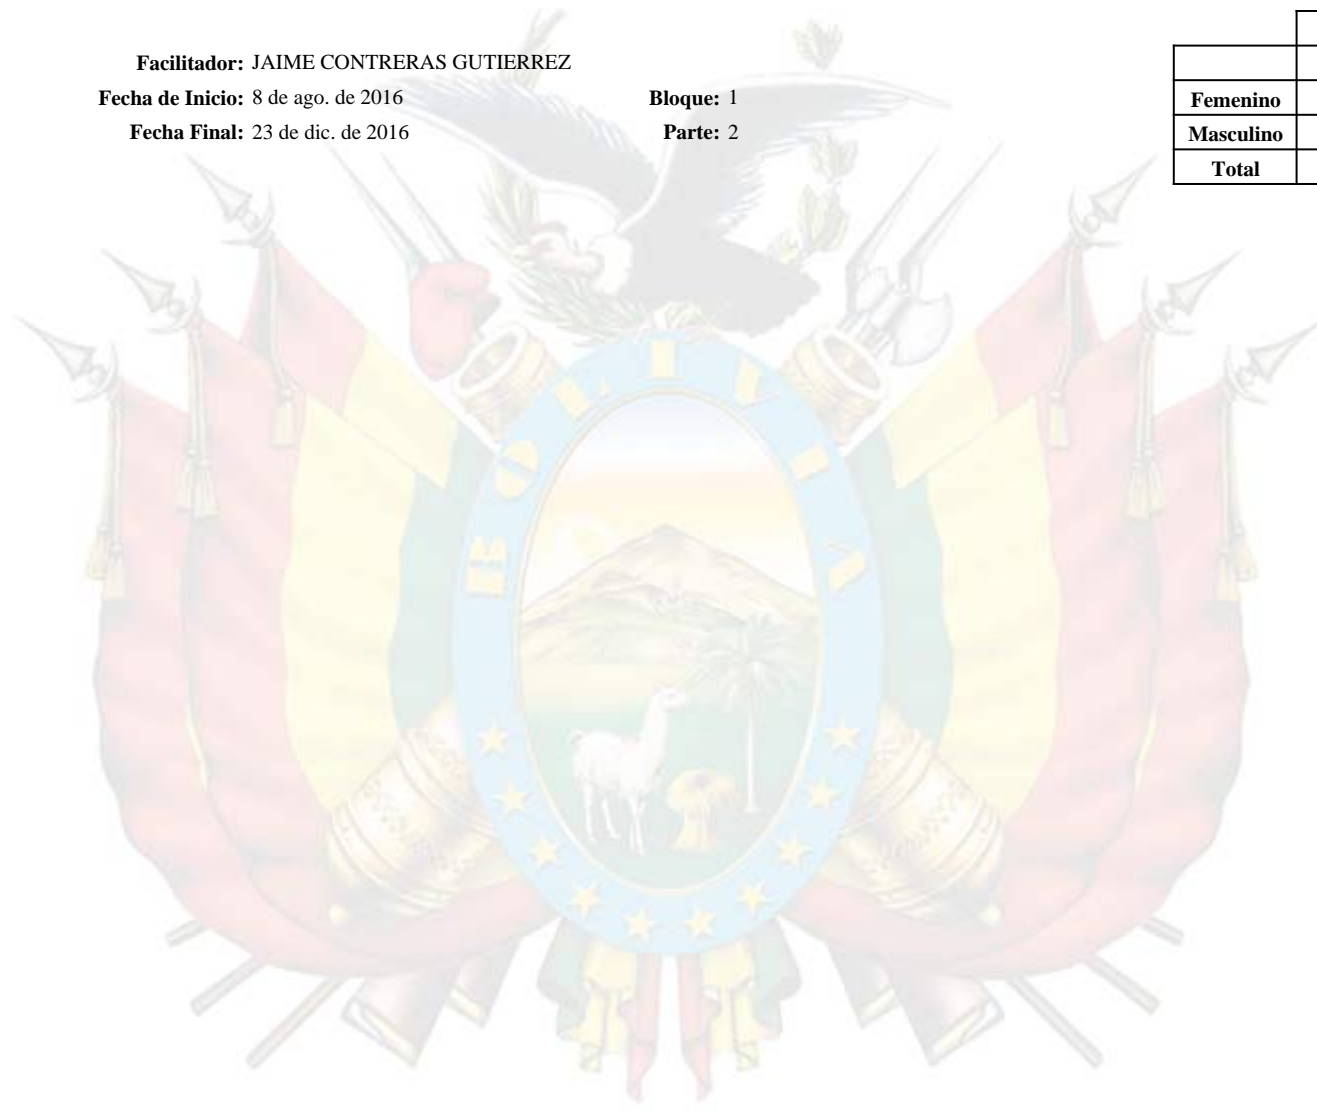 Facilitador: JAIME CONTRERAS GUTIERREZ
Fecha de Inicio: 8 de ago. de 2016 Bloque: 1
Fecha Final: 23 de dic. de 2016 Parte: 2
Femenino
Masculino
Total
BOLIVIA